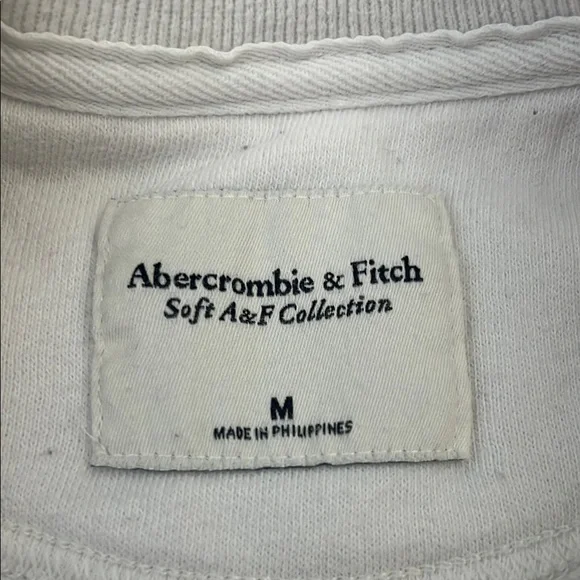 Abercrombie & Fitch
Soft A&F Collection
M
MADE IN PHILIPPINES